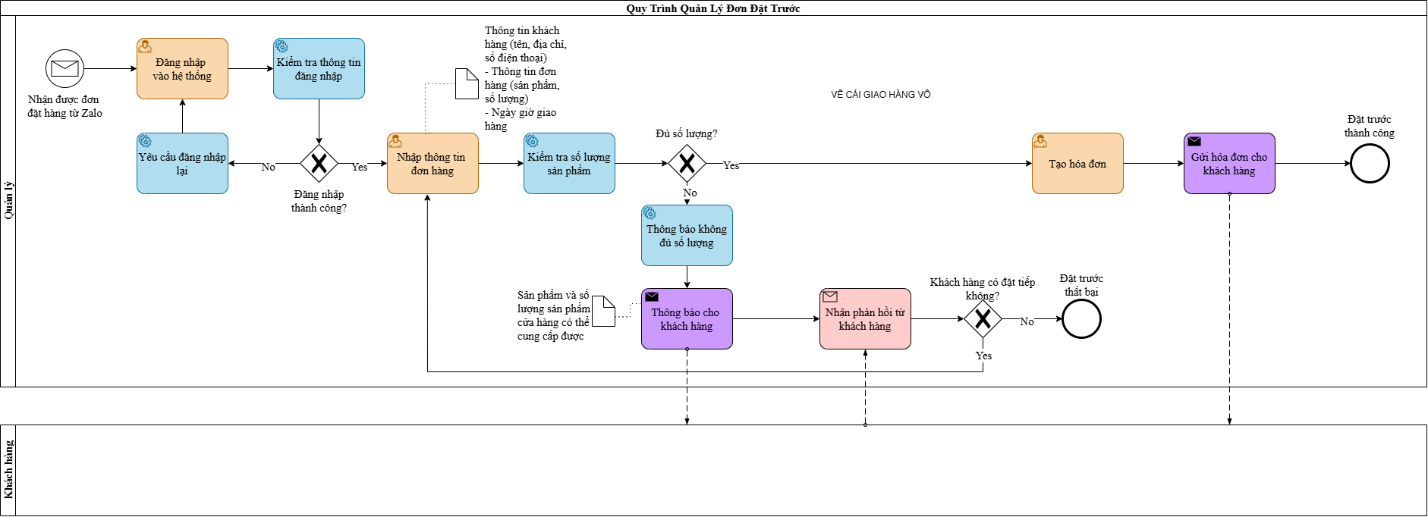 Quy Trình Quản Lý Đơn Đặt Trước
Quản lý
Nhận được đơn
đặt hàng từ Zalo
Đăng nhập
vào hệ thống
Kiểm tra thông tin
đăng nhập
Yêu cầu đăng nhập
lại
No
Yes
Đăng nhập
thành công?
Thông tin khách
hàng (tên, địa chỉ,
số điện thoại)
- Thông tin đơn
hàng (sản phẩm,
số lượng)
- Ngày giờ giao
hàng
Nhập thông tin
đơn hàng
Kiểm tra số lượng
sản phẩm
Đủ số lượng?
Yes
No
VẼ CÁI GIAO HÀNG VÔ
Tạo hóa đơn
Gửi hóa đơn cho
khách hàng
Đặt trước
thành công
Thông báo không
đủ số lượng
Sản phẩm và số
lượng sản phẩm
cửa hàng có thể
cung cấp được
Thông báo cho
khách hàng
Nhận phản hồi từ
khách hàng
Khách hàng có đặt tiếp
không?
No
Yes
Đặt trước
thất bại
Khách hàng